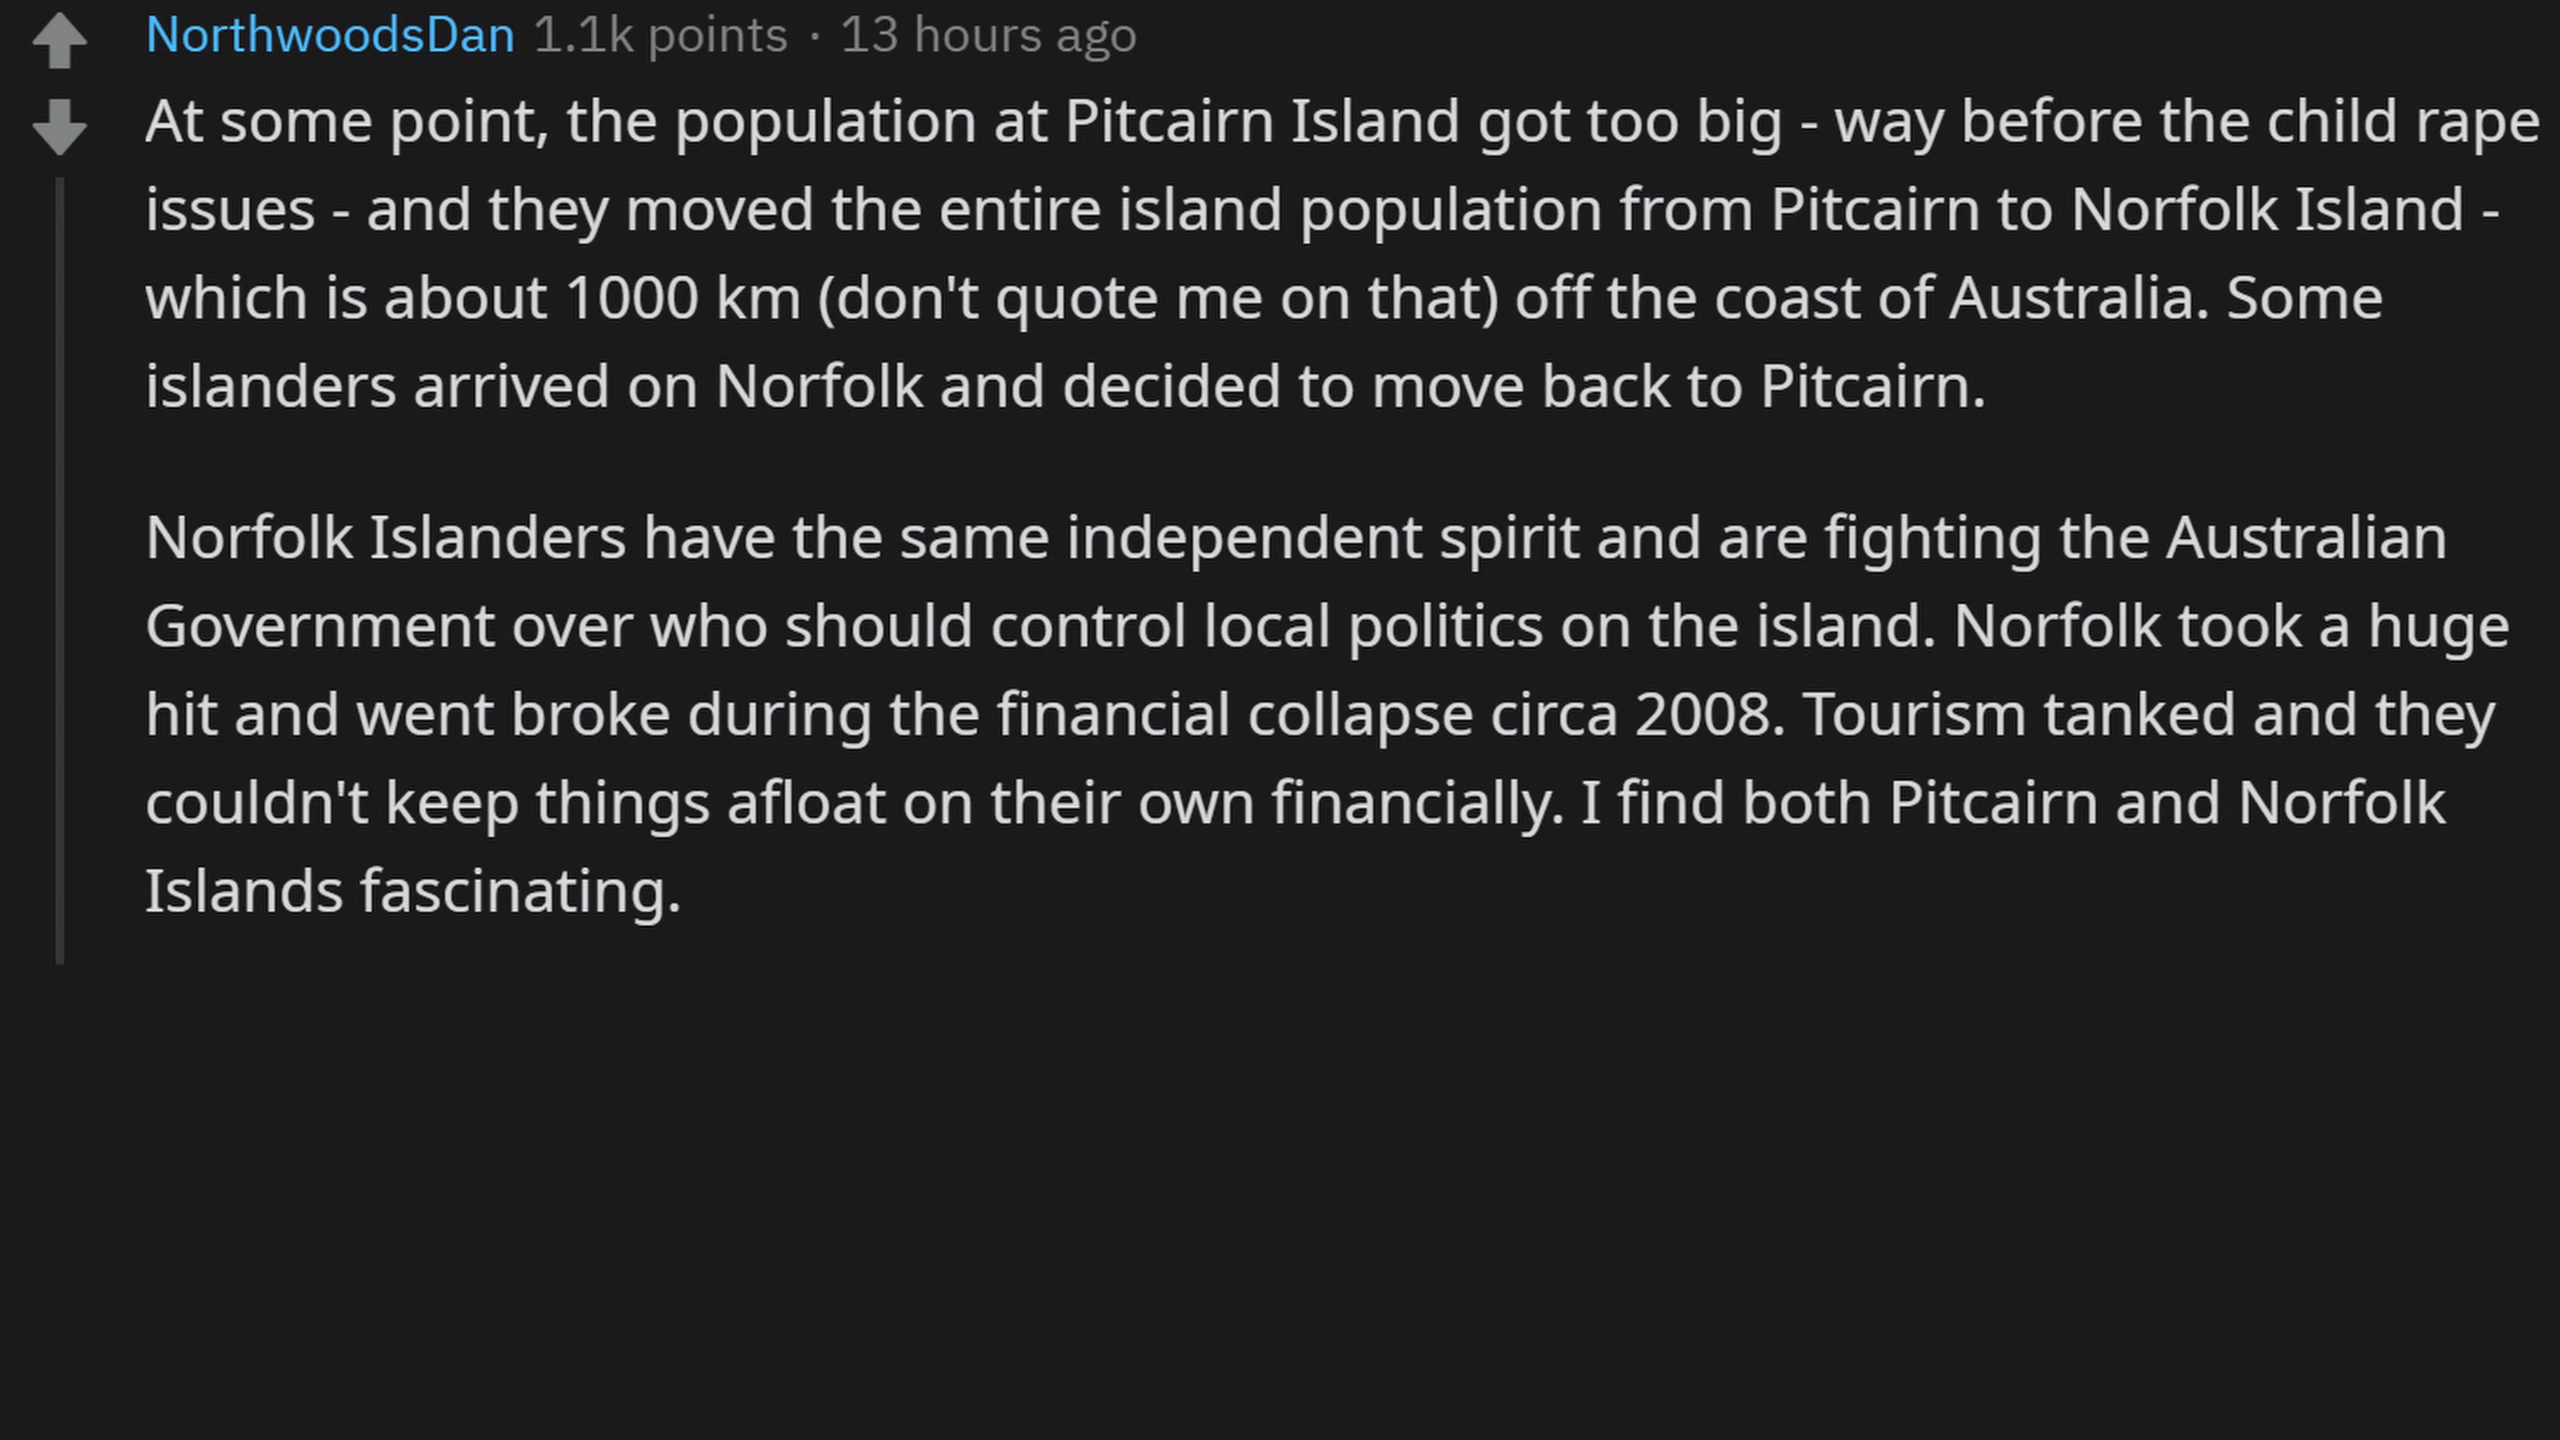 NorthwoodsDan 1.1k points · 13 hours ago
At some point, the population at Pitcairn Island got too big - way before the child rape
issues - and they moved the entire island population from Pitcairn to Norfolk Island -
which is about 1000 km (don't quote me on that) off the coast of Australia. Some
islanders arrived on Norfolk and decided to move back to Pitcairn.
Norfolk Islanders have the same independent spirit and are fighting the Australian
Government over who should control local politics on the island. Norfolk took a huge
hit and went broke during the financial collapse circa 2008. Tourism tanked and they
couldn't keep things afloat on their own financially. I find both Pitcairn and Norfolk
Islands fascinating.